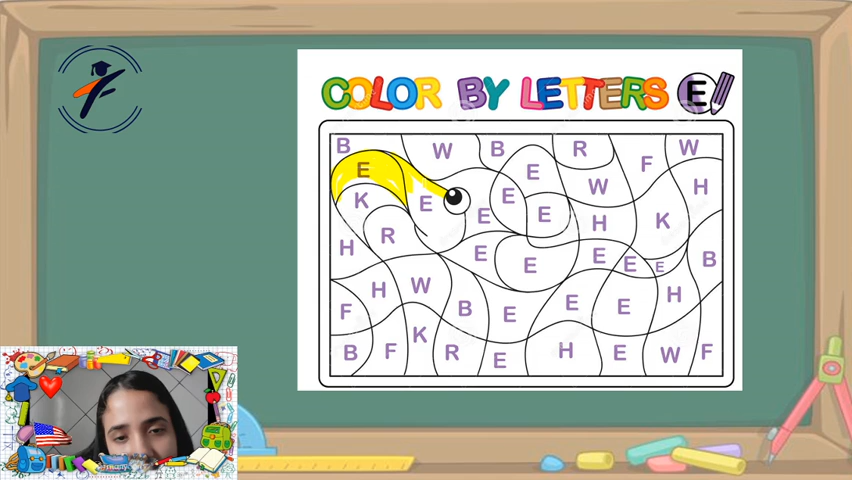 COLOR BY LETTERS E
B W B R W
E E F
K E E W H
E E H K
H R
E E E E E B
H W
F B E E E H
K
B F R E H E W F